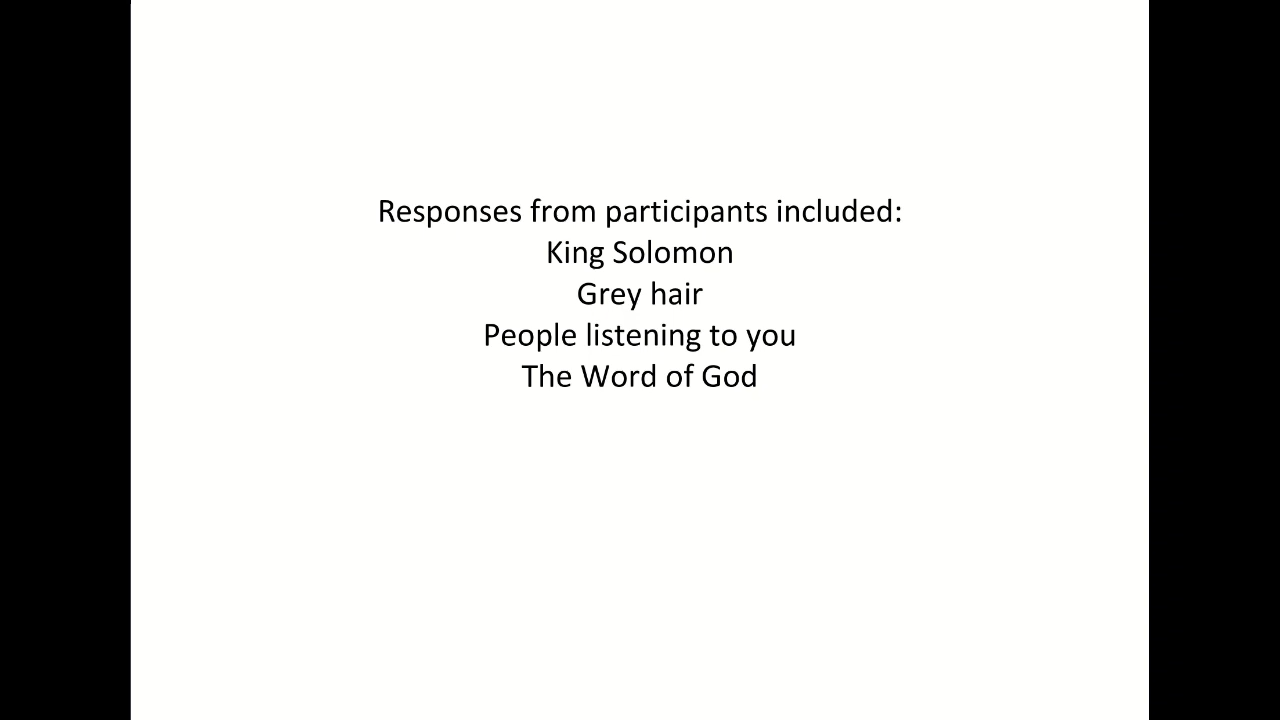 Responses from participants included:
King Solomon
Grey hair
People listening to you
The Word of God